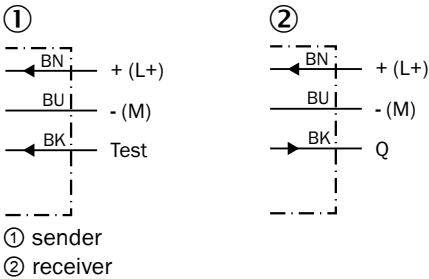 ① ②
BN + (L+) BN + (L+)
BU - (M) BU - (M)
BK Test BK Q
① sender
② receiver